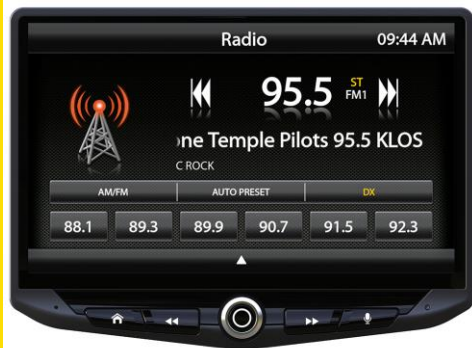 Radio 09:44 AM
95.5 ST FM1
ne Temple Pilots 95.5 KLOS
C ROCK
AM/FM AUTO PRESET DX
88.1 89.3 89.9 90.7 91.5 92.3